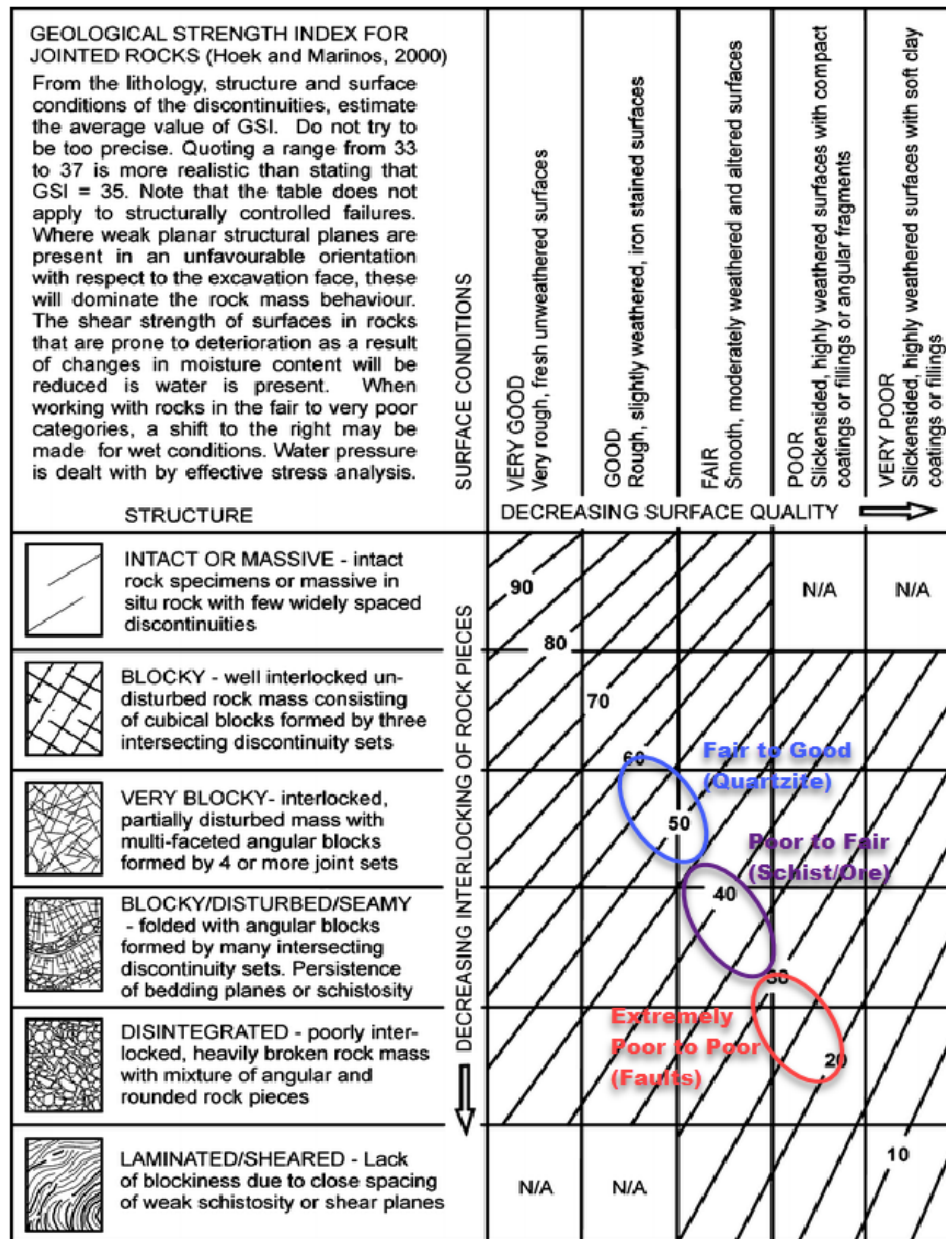 GEOLOGICAL STRENGTH INDEX FOR
JOINTED ROCKS (Hoek and Marinos, 2000)
From the lithology, structure and surface
conditions of the discontinuities, estimate
the average value of GSI. Do not try to
be too precise. Quoting a range from 33
to 37 is more realistic than stating that
GSI = 35. Note that the table does not
apply to structurally controlled failures.
Where weak planar structural planes are
present in an unfavourable orientation
with respect to the excavation face, these
will dominate the rock mass behaviour.
The shear strength of surfaces in rocks
that are prone to deterioration as a result
of changes in moisture content will be
reduced is water is present. When
working with rocks in the fair to very poor
categories, a shift to the right may be
made for wet conditions. Water pressure
is dealt with by effective stress analysis.
STRUCTURE
SURFACE CONDITIONS
VERY GOOD
Very rough, fresh unweathered surfaces
GOOD
Rough, slightly weathered, iron stained surfaces
FAIR
Smooth, moderately weathered and altered surfaces
POOR
Slickensided, highly weathered surfaces with compact
coatings or fillings or angular fragments
VERY POOR
Slickensided, highly weathered surfaces with soft clay
coatings or fillings
DECREASING SURFACE QUALITY
DECREASING INTERLOCKING OF ROCK PIECES
INTACT OR MASSIVE - intact
rock specimens or massive in
situ rock with few widely spaced
discontinuities
90
80
N/A
N/A
BLOCKY - well interlocked un-
disturbed rock mass consisting
of cubical blocks formed by three
intersecting discontinuity sets
70
60
Fair to Good
(Quartzite)
VERY BLOCKY- interlocked,
partially disturbed mass with
multi-faceted angular blocks
formed by 4 or more joint sets
50
Poor to Fair
(Schist/Ore)
BLOCKY/DISTURBED/SEAMY
- folded with angular blocks
formed by many intersecting
discontinuity sets. Persistence
of bedding planes or schistosity
40
30
DISINTEGRATED - poorly inter-
locked, heavily broken rock mass
with mixture of angular and
rounded rock pieces
Extremely
Poor to Poor
(Faults)
20
LAMINATED/SHEARED - Lack
of blockiness due to close spacing
of weak schistosity or shear planes
N/A
N/A
10